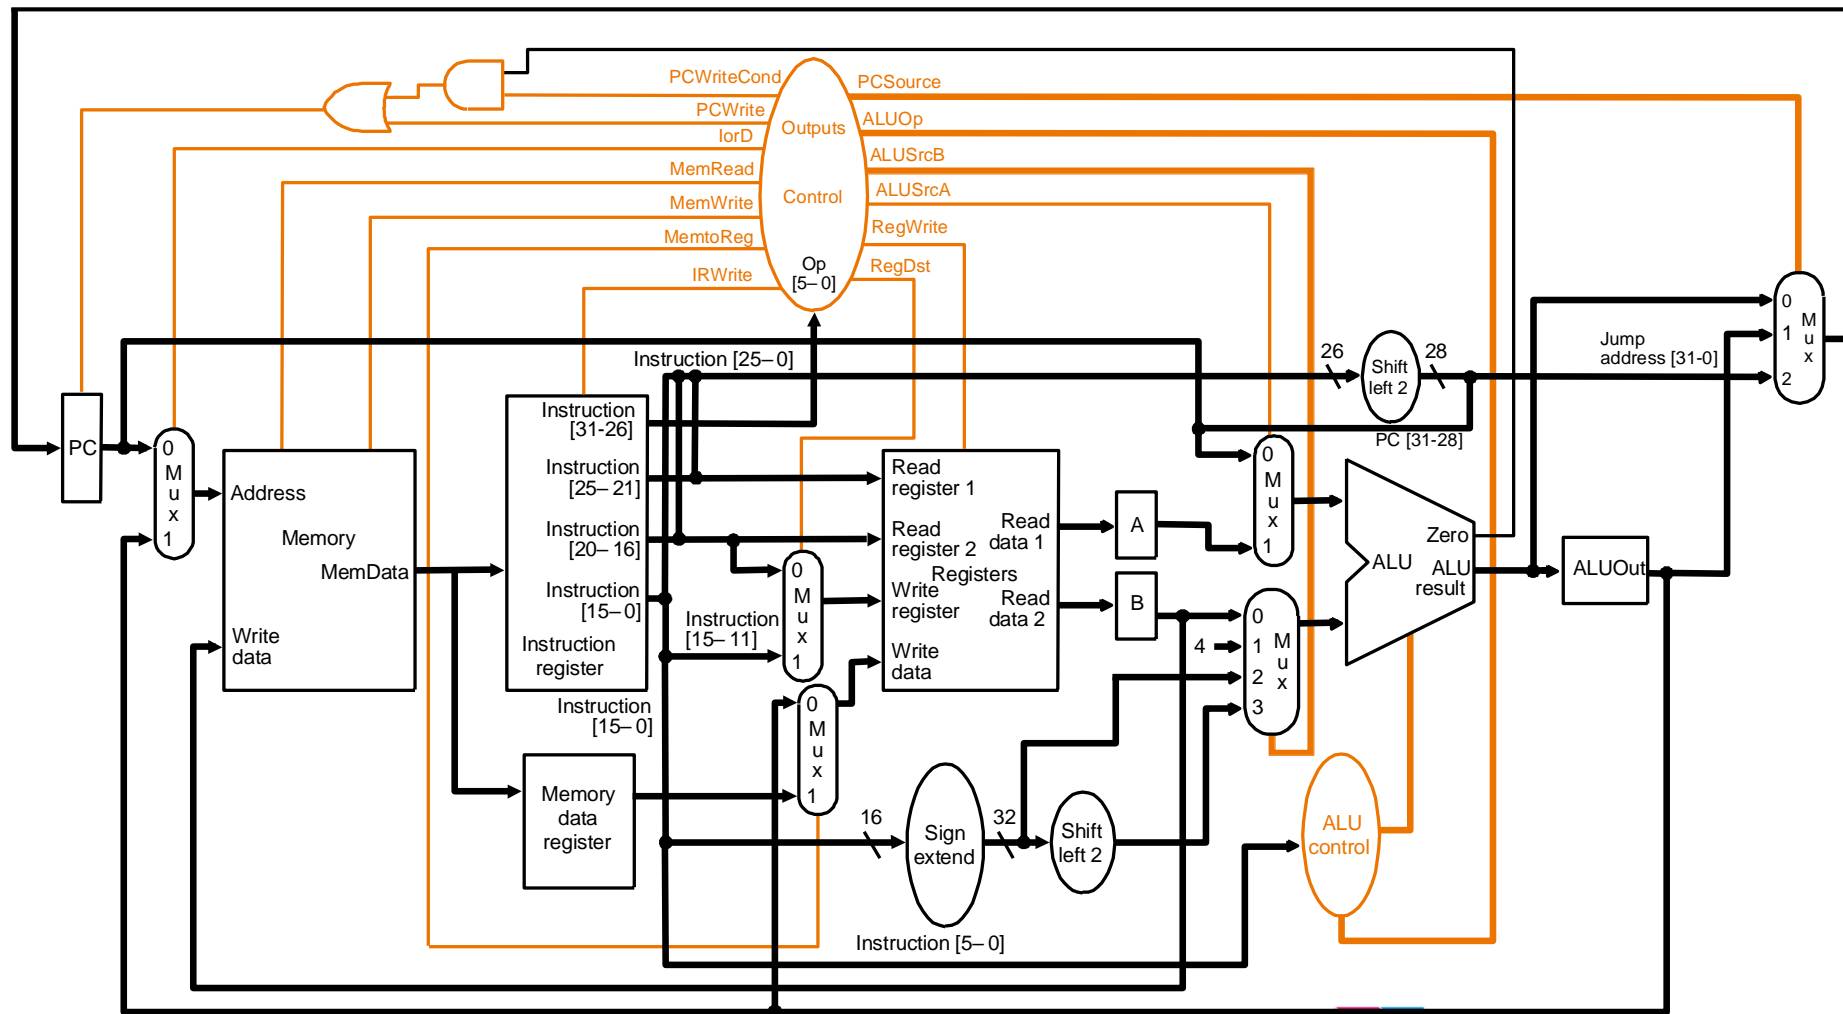 PCWriteCond
PCWrite
IorD
MemRead
MemWrite
MemtoReg
IRWrite
Outputs
Control
Op
[5–0]
PCSource
ALUOp
ALUSrcB
ALUSrcA
RegWrite
RegDst
Instruction [25–0]
26
Shift
left 2
28
Jump
address [31-0]
0
1
2
M
u
x
PC [31-28]
PC
0
M
u
x
1
Address
Memory
MemData
Write
data
Instruction
[31-26]
Instruction
[25–21]
Instruction
[20–16]
Instruction
[15–0]
Instruction
register
Instruction
[15–0]
Instruction
[15–11]
0
M
u
x
1
0
M
u
x
1
Memory
data
register
Read
register 1
Read
register 2
Registers
Write
register
Write
data
Read
data 1
Read
data 2
A
B
0
M
u
x
1
4
0
1
2
3
M
u
x
Zero
ALU
ALU
result
ALUOut
16
Sign
extend
32
Shift
left 2
ALU
control
Instruction [5–0]